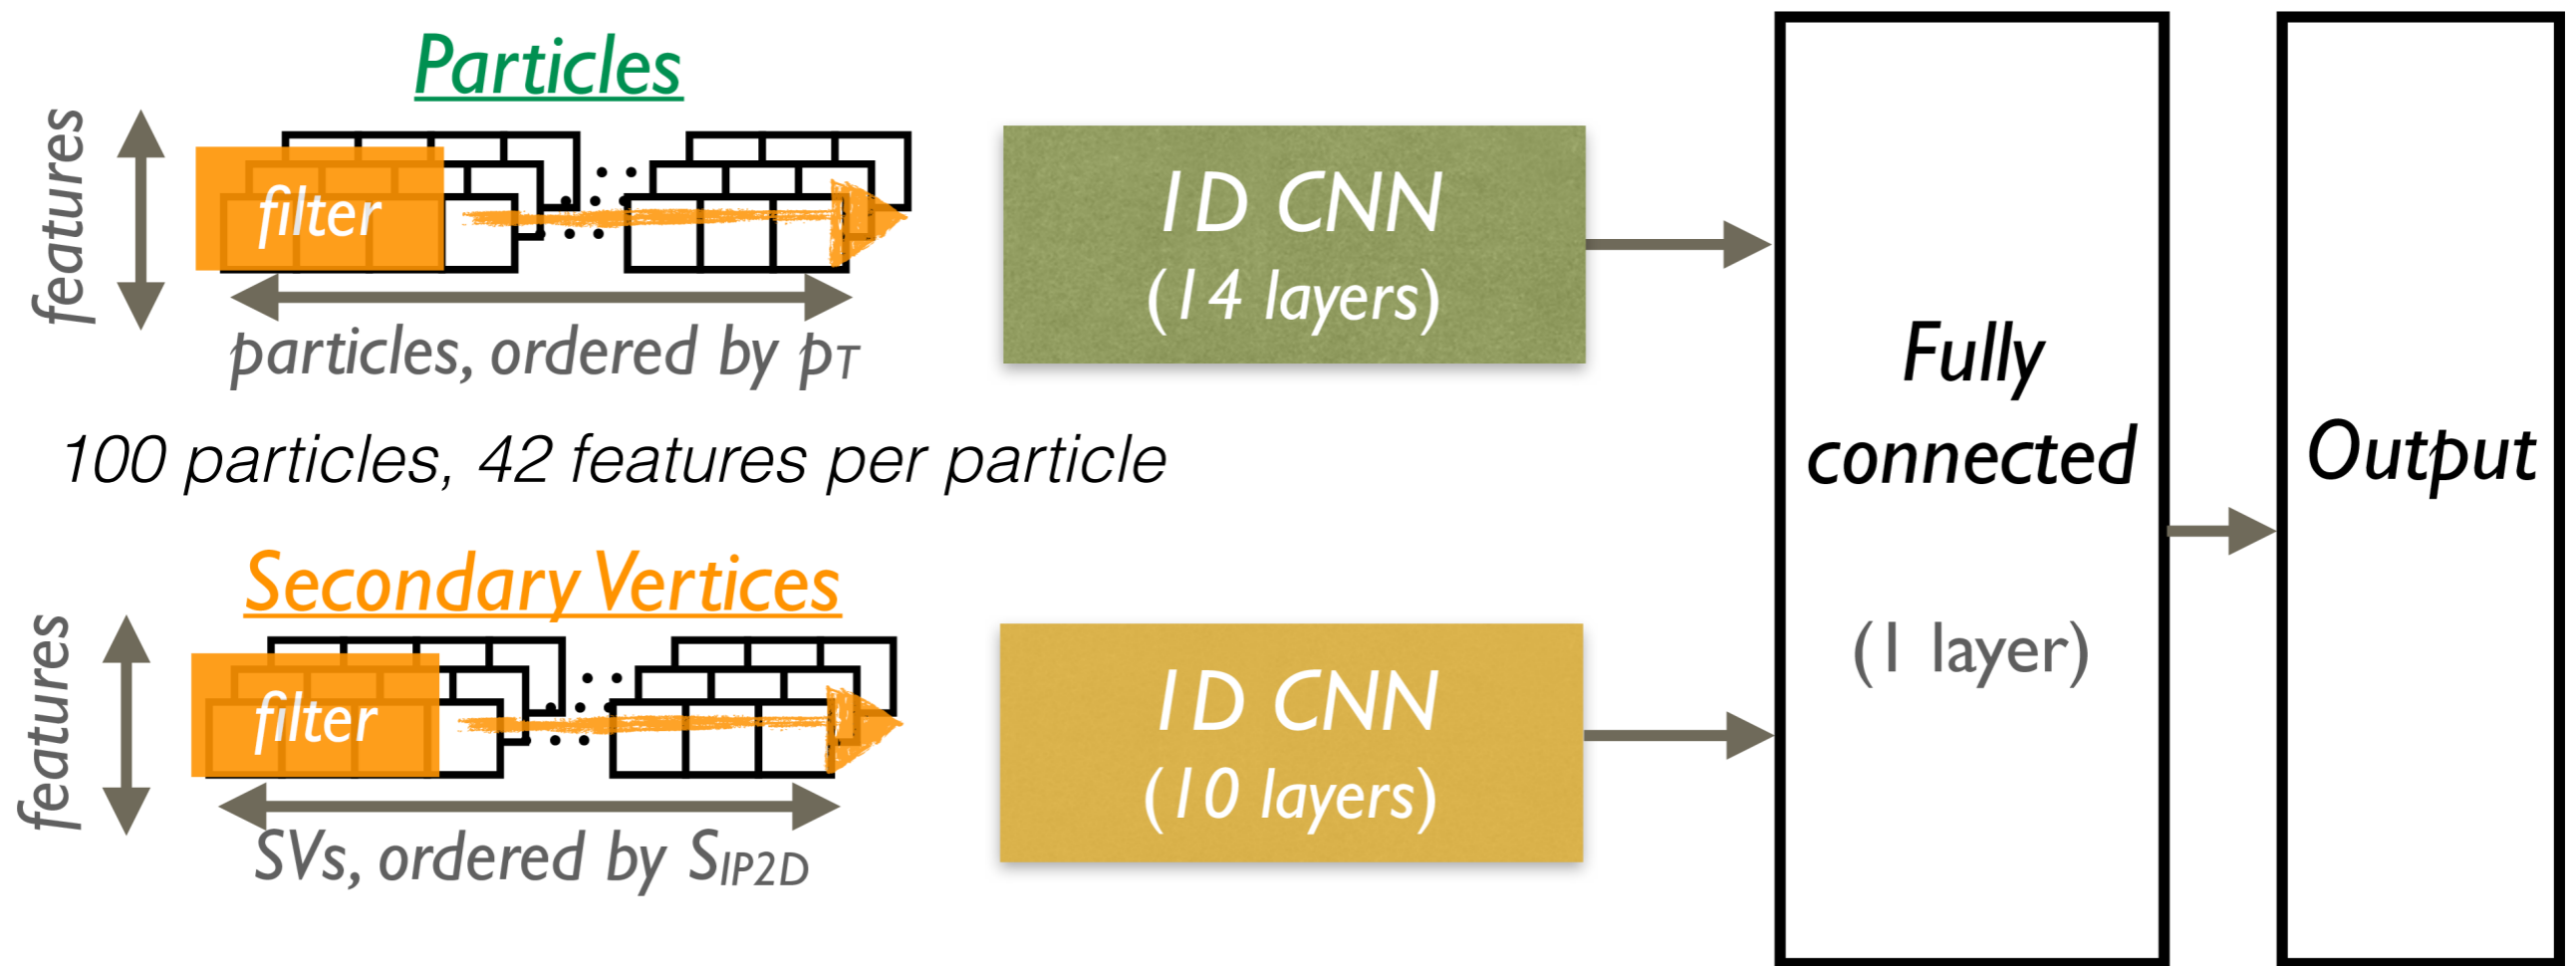 Particles
features
filter
particles, ordered by pT
100 particles, 42 features per particle
Secondary Vertices
features
filter
SVs, ordered by SIP2D
1D CNN
(14 layers)
1D CNN
(10 layers)
Fully
connected
(1 layer)
Output